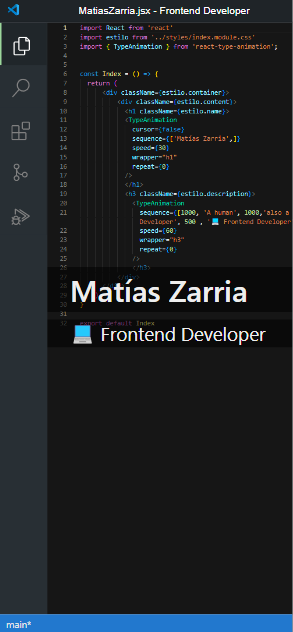 MatiasZarria.jsx - Frontend Developer
1 import React from 'react'
2 import estilo from '../styles/index.module.css'
3 import { TypeAnimation } from 'react-type-animation';
4
5
6 const Index = () => {
7 return (
8 <div className={estilo.container}>
9 <div className={estilo.content}>
10 <h1 className={estilo.name}>
11 <TypeAnimation
12 cursor={false}
13 sequence={['Matías Zarria',]}
14 speed={30}
15 wrapper="h1"
16 repeat={0}
17 />
18 </h1>
19 <h3 className={estilo.description}>
20 <TypeAnimation
21 sequence={[1000, 'A human', 1000,'also a
Developer', 500 , '💻 Frontend Developer
22 speed={60}
23 wrapper="h3"
24 repeat={0}
25 />
26 </h3>
27
Matías Zarria
31
32 export default Index
💻 Frontend Developer
main*